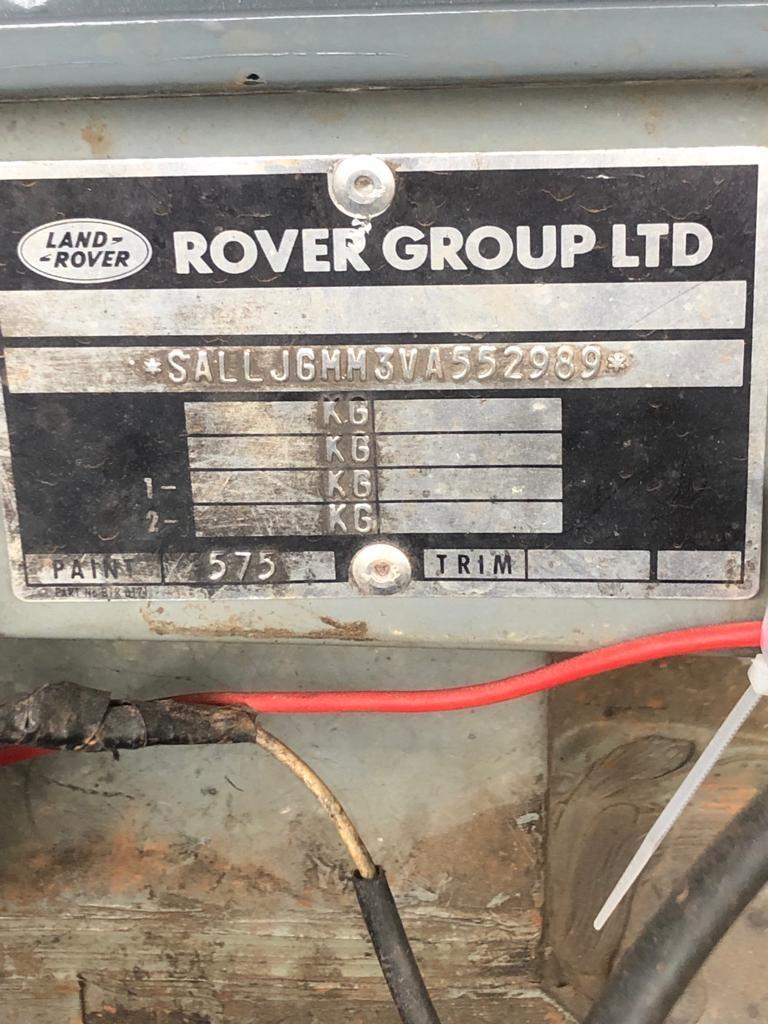 LAND-
-ROVER
ROVER GROUP LTD
*SALLJGMM3VA552989*
KG
KG
1- KG
2- KG
PAINT 575 TRIM